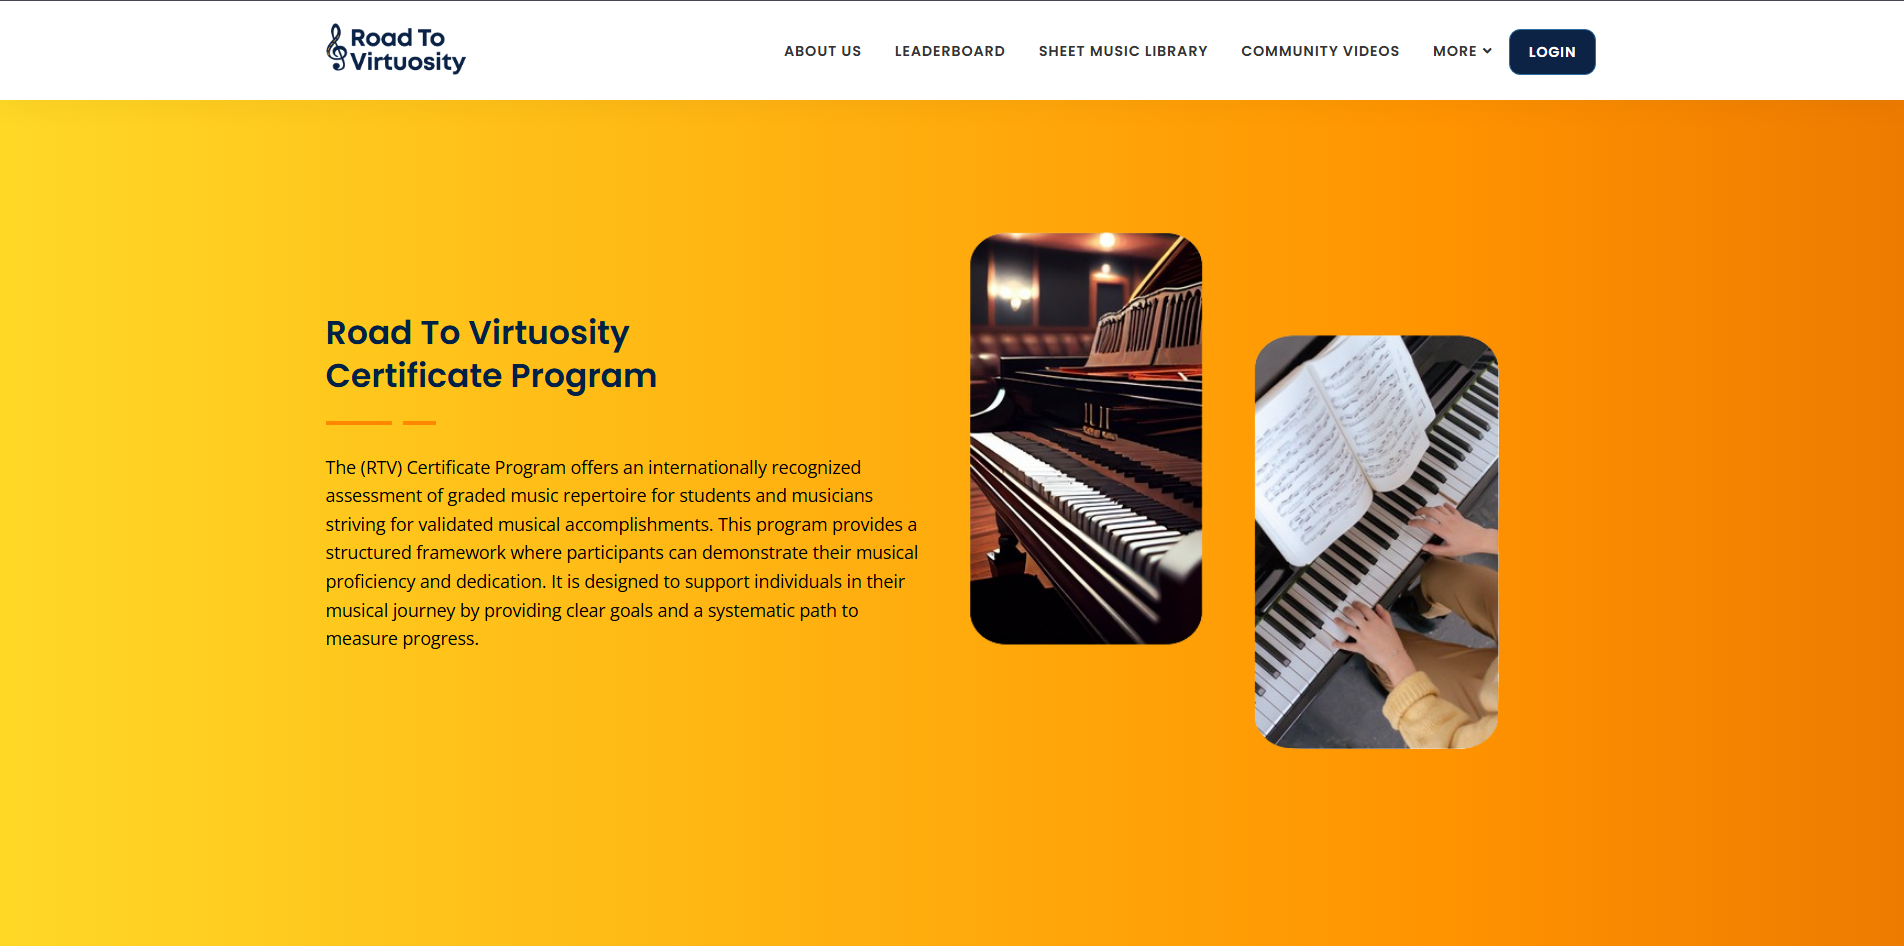 Road To
Virtuosity
ABOUT US
LEADERBOARD
SHEET MUSIC LIBRARY
COMMUNITY VIDEOS
MORE
LOGIN
Road To Virtuosity
Certificate Program
The (RTV) Certificate Program offers an internationally recognized
assessment of graded music repertoire for students and musicians
striving for validated musical accomplishments. This program provides a
structured framework where participants can demonstrate their musical
proficiency and dedication. It is designed to support individuals in their
musical journey by providing clear goals and a systematic path to
measure progress.